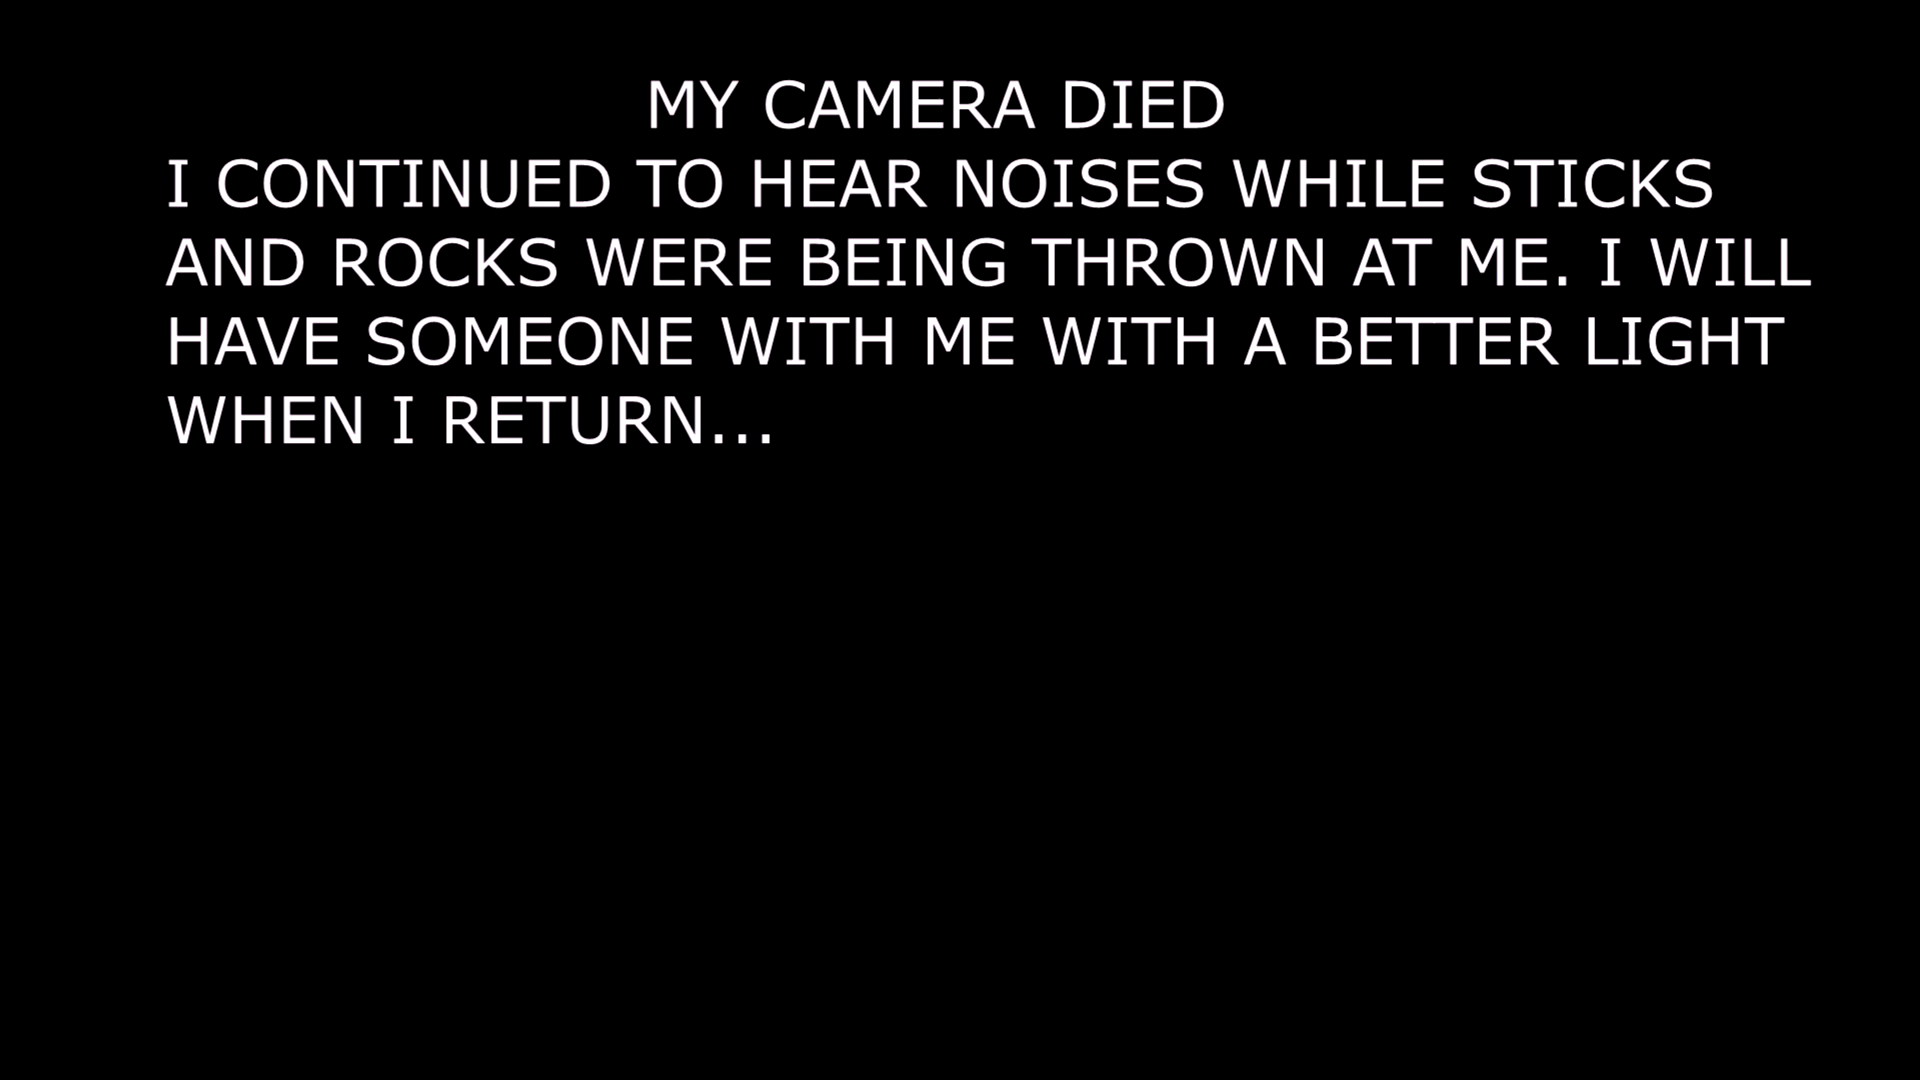 MY CAMERA DIED
I CONTINUED TO HEAR NOISES WHILE STICKS
AND ROCKS WERE BEING THROWN AT ME. I WILL
HAVE SOMEONE WITH ME WITH A BETTER LIGHT
WHEN I RETURN...